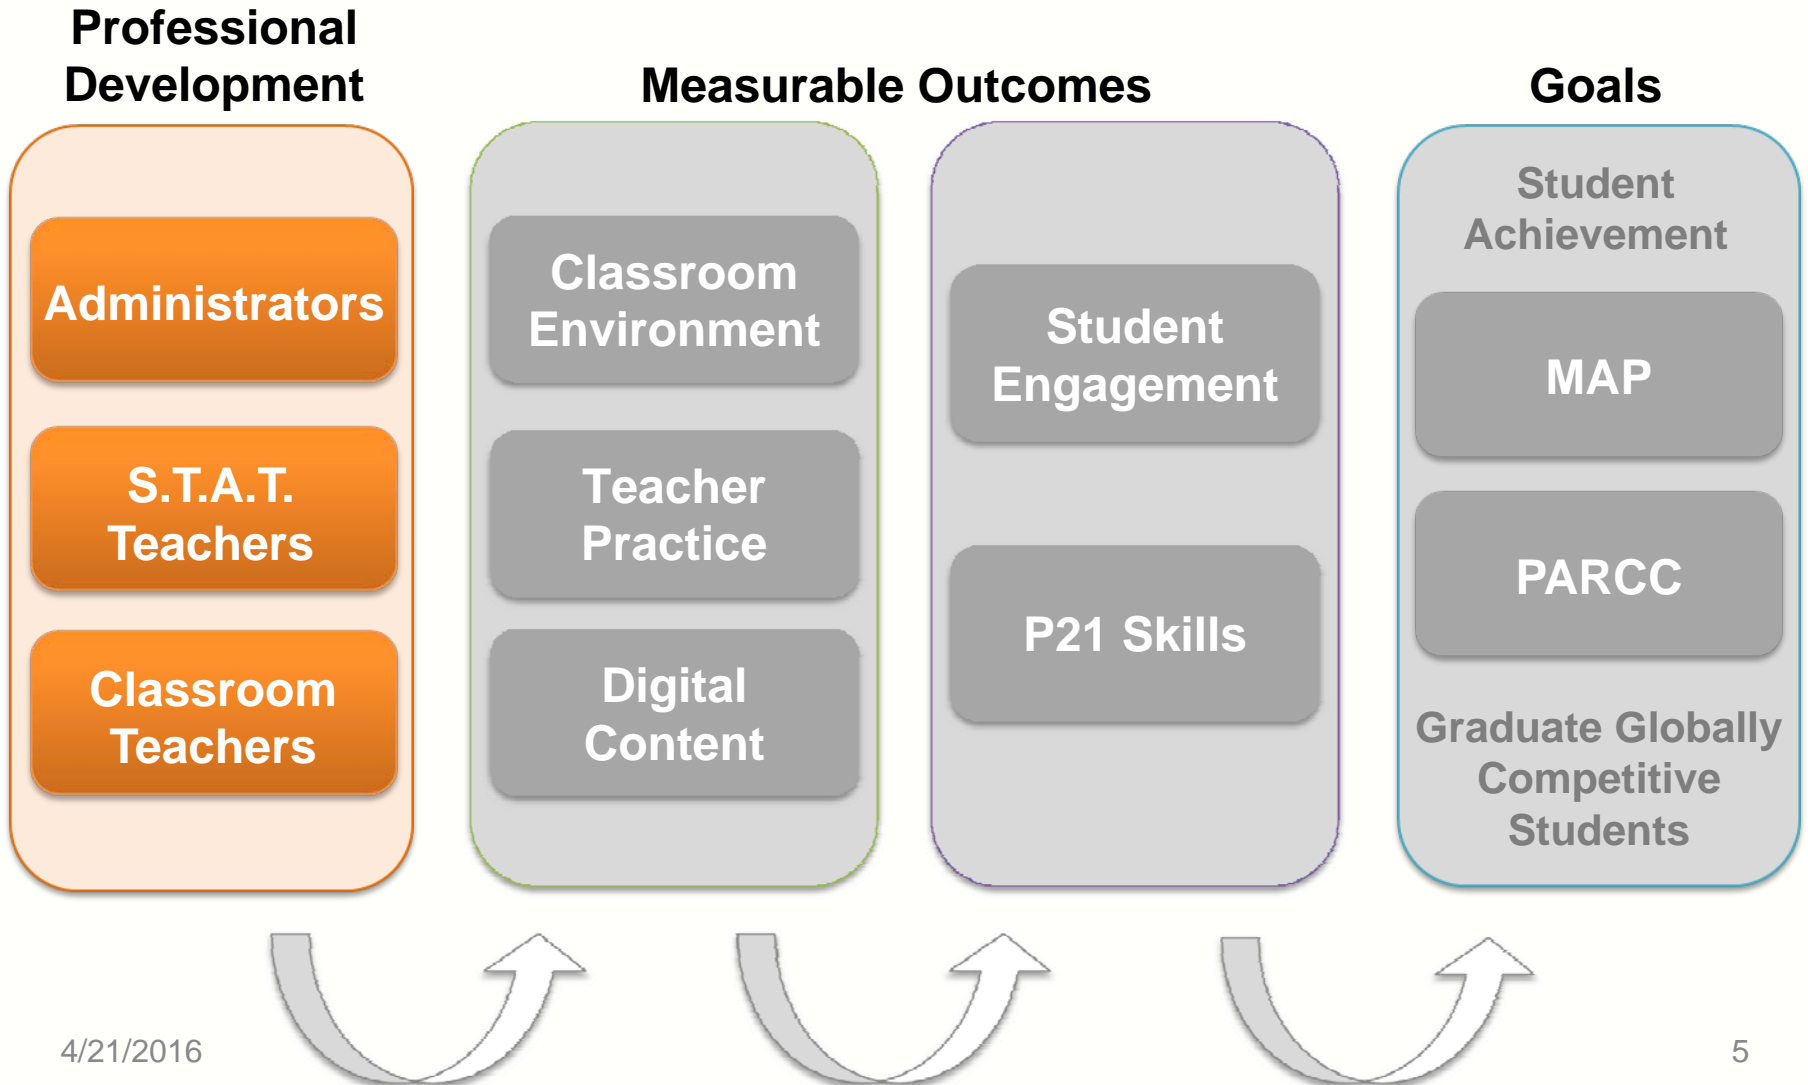 Professional
Development
Measurable Outcomes
Goals
Administrators
S.T.A.T.
Teachers
Classroom
Teachers
Classroom
Environment
Teacher
Practice
Digital
Content
Student
Engagement
P21 Skills
Student
Achievement
MAP
PARCC
Graduate Globally
Competitive
Students
4/21/2016
5